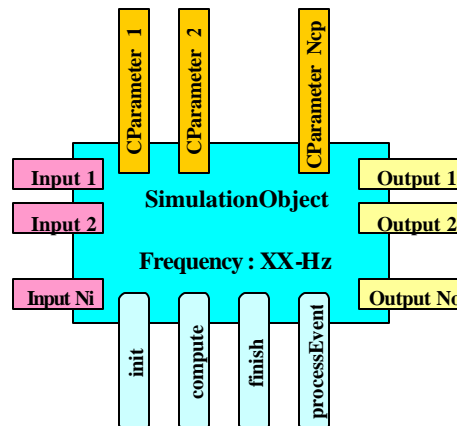 CParameter 1
CParameter 2
CParameter Ncp
Input 1
Output 1
SimulationObject
Input 2
Output 2
Frequency : XX-Hz
Input Ni
Output No
init
compute
finish
processEvent